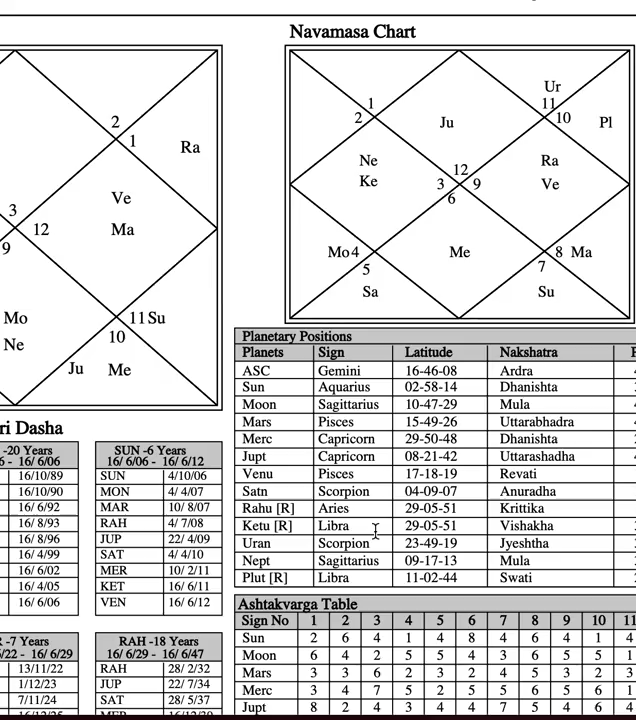 Navamasa Chart
2
1
Ra
Ve
Ma
3
12
9
Mo
Ne
11 Su
10
Ju Me
Ur
1
11
2
10
Ju
Pl
Ne
Ke
12
Ra
3
9
Ve
6
Mo 4
Me
8 Ma
5
7
Sa
Su
Planetary Positions
Planets Sign Latitude Nakshatra
ASC Gemini 16-46-08 Ardra
Sun Aquarius 02-58-14 Dhanishta
Moon Sagittarius 10-47-29 Mula
Mars Pisces 15-49-26 Uttarabhadra
Merc Capricorn 29-50-48 Dhanishta
Jupt Capricorn 08-21-42 Uttarashadha
Venu Pisces 17-18-19 Revati
Satn Scorpion 04-09-07 Anuradha
Rahu [R] Aries 29-05-51 Krittika
Ketu [R] Libra 29-05-51 Vishakha
Uran Scorpion 23-49-19 Jyeshtha
Nept Sagittarius 09-17-13 Mula
Plut [R] Libra 11-02-44 Swati
ri Dasha
-20 Years
6 - 16/ 6/06
16/10/89
16/10/90
16/ 6/92
16/ 8/93
16/ 8/96
16/ 4/99
16/ 6/02
16/ 4/05
16/ 6/06
SUN -6 Years
16/ 6/06 - 16/ 6/12
SUN 4/10/06
MON 4/ 4/07
MAR 10/ 8/07
RAH 4/ 7/08
JUP 22/ 4/09
SAT 4/ 4/10
MER 10/ 2/11
KET 16/ 6/11
VEN 16/ 6/12
R -7 Years
6/22 - 16/ 6/29
13/11/22
1/12/23
7/11/24
16/12/25
RAH -18 Years
16/ 6/29 - 16/ 6/47
RAH 28/ 2/32
JUP 22/ 7/34
SAT 28/ 5/37
MER 16/12/39
Ashtakvarga Table
Sign No 1 2 3 4 5 6 7 8 9 10 11
Sun 2 6 4 1 4 8 4 6 4 1 4
Moon 6 4 2 5 5 4 3 6 5 5 1
Mars 3 3 6 2 3 2 4 5 3 2 3
Merc 3 4 7 5 2 5 5 6 5 6 1
Jupt 8 2 4 3 4 4 7 5 4 6 4